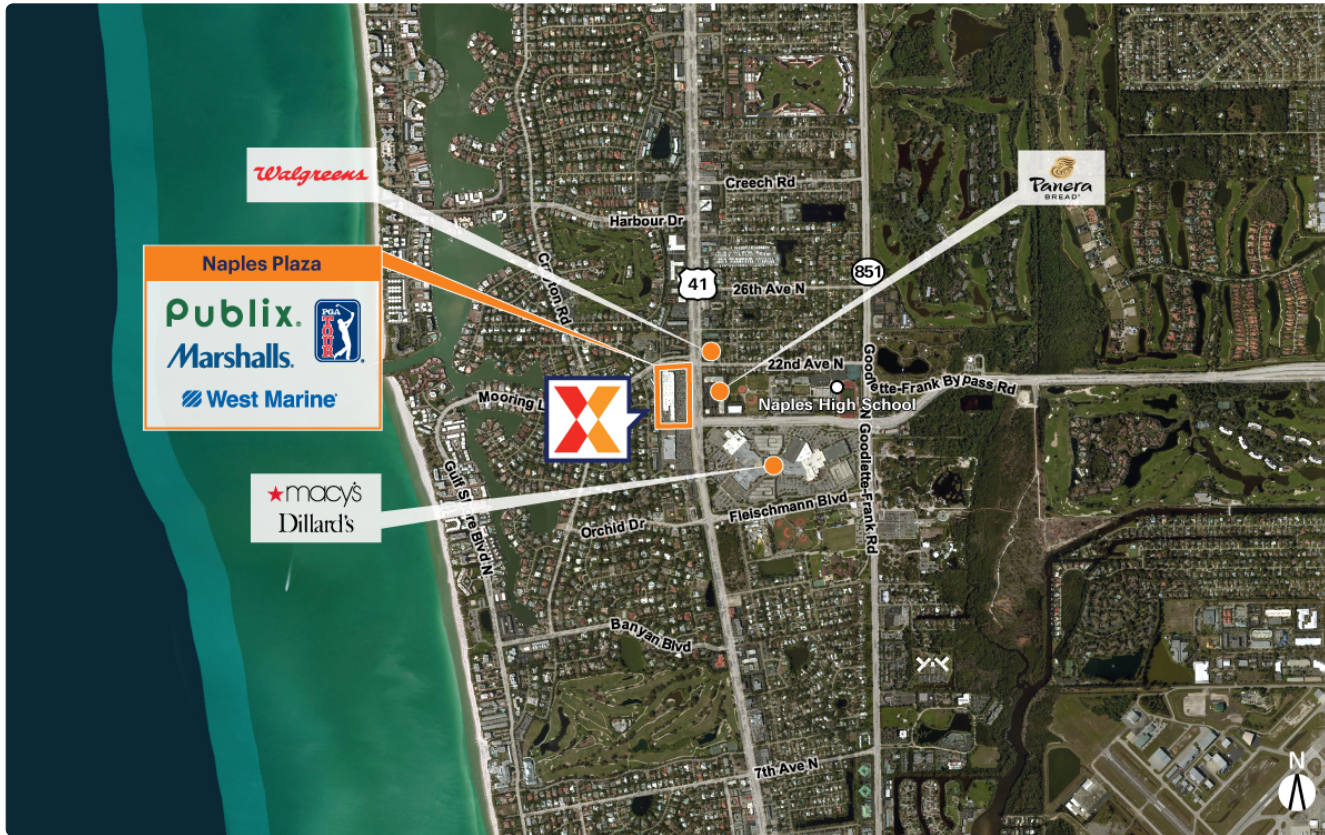 Walgreens
Panera
BREAD®
Naples Plaza
Publix®
PGA
TOUR®
Marshalls®
West Marine®
★macy's
Dillard's
Creech Rd
Harbour Dr
41
851
26th Ave N
Crayton Rd
22nd Ave N
Goodlette-Frank Bypass Rd
Naples High School
Mooring L
N Goodlette-Frank Rd
Gulf Shore Blvd N
Fleischmann Blvd
Orchid Dr
Banyan Blvd
7th Ave N
N